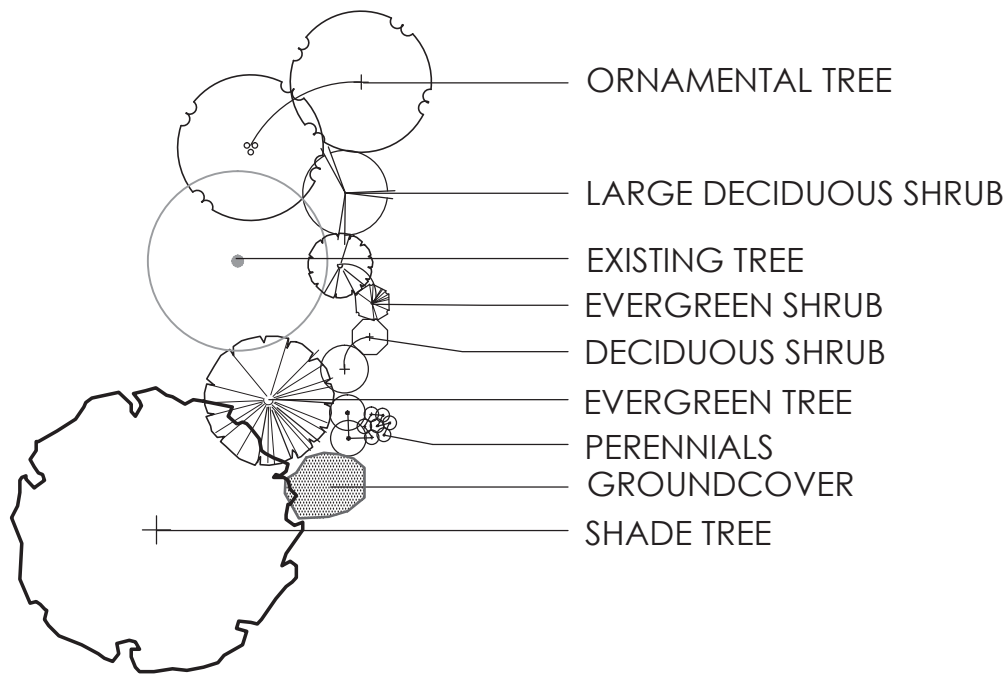 ORNAMENTAL TREE
LARGE DECIDUOUS SHRUB
EXISTING TREE
EVERGREEN SHRUB
DECIDUOUS SHRUB
EVERGREEN TREE
PERENNIALS
GROUNDCOVER
SHADE TREE